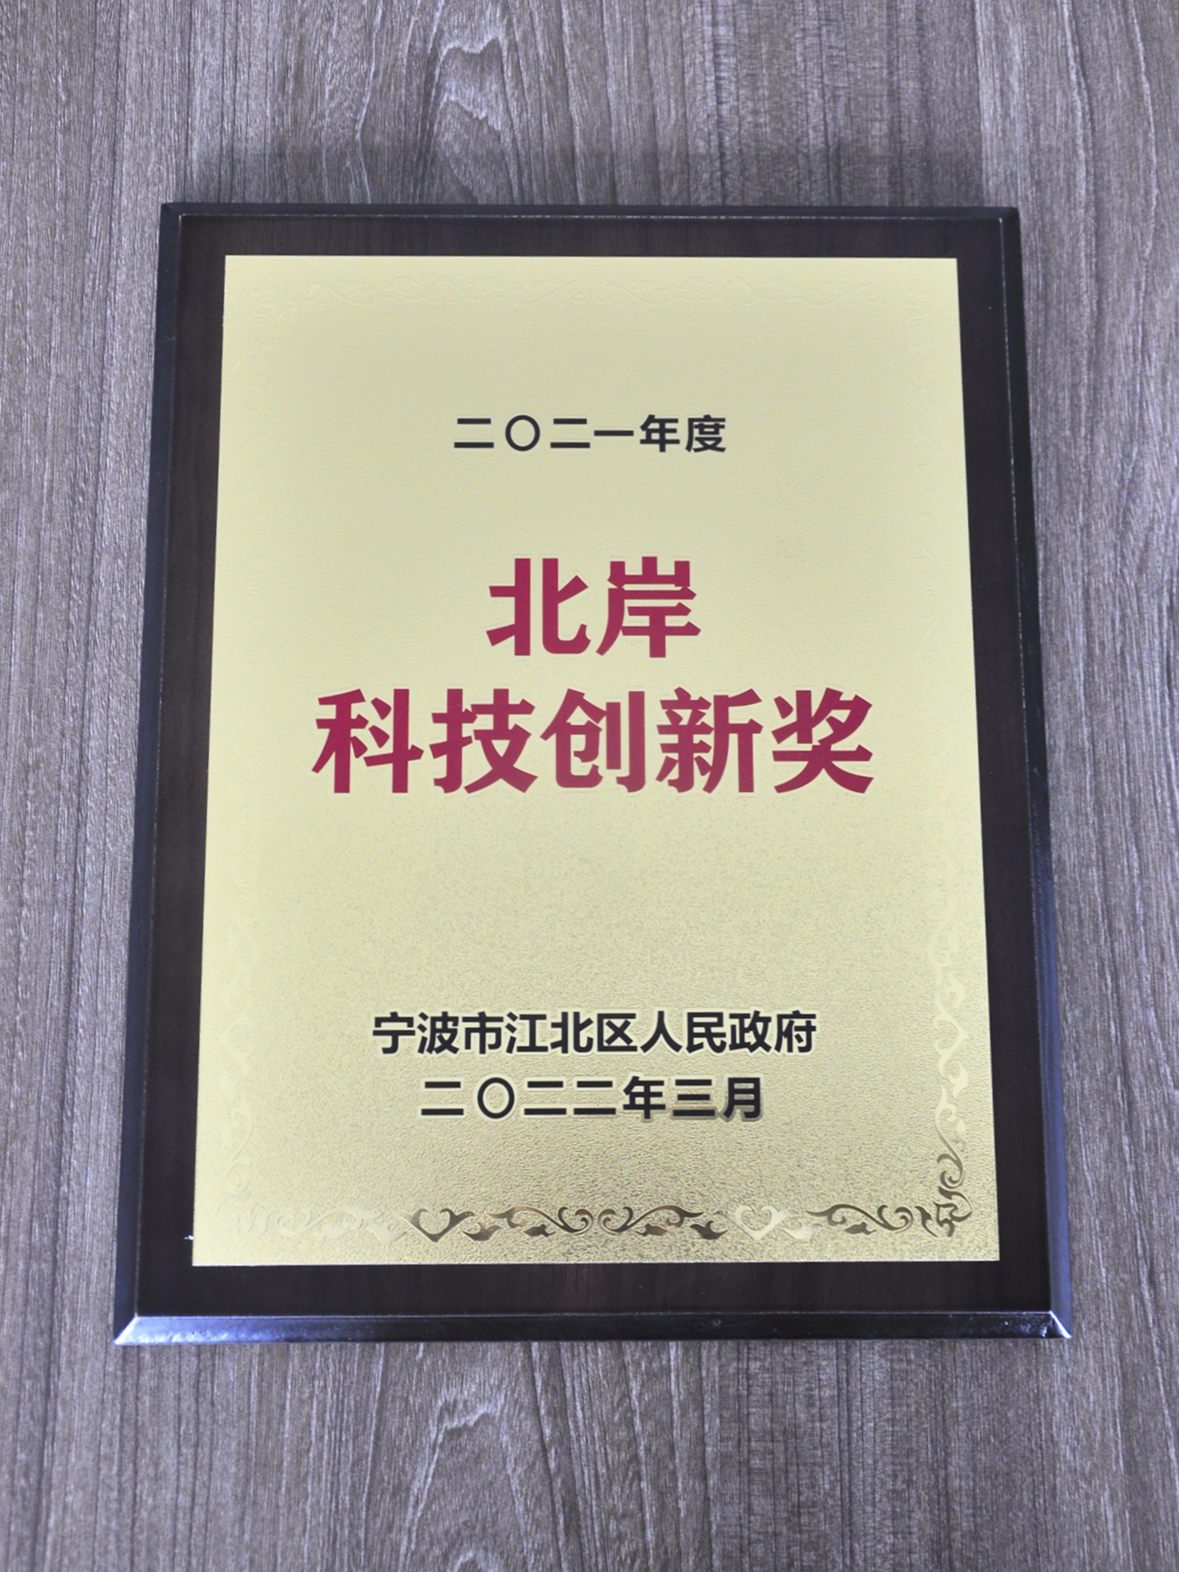 二〇二一年度
北岸
科技创新奖
宁波市江北区人民政府
二〇二二年三月